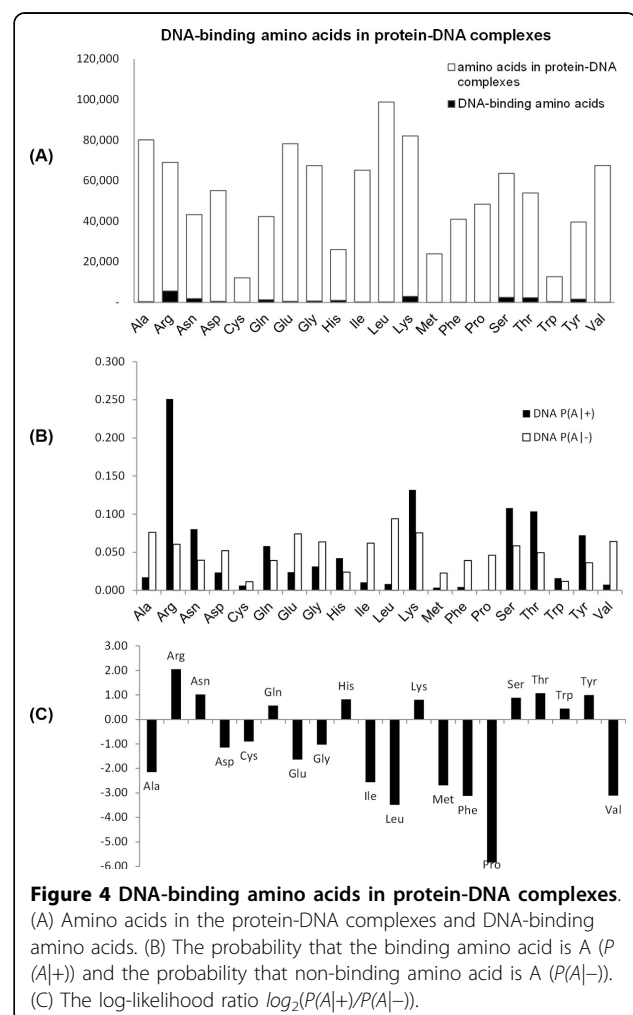 DNA-binding amino acids in protein-DNA complexes
120,000
100,000
80,000
60,000
40,000
20,000
-
amino acids in protein-DNA
complexes
DNA-binding amino acids
(A)
Ala Arg Asn Asp Cys Gln Glu Gly His Ile Leu Lys Met Phe Pro Ser Thr Trp Tyr Val
0.300
0.250
0.200
0.150
0.100
0.050
0.000
DNA P(A|+)
DNA P(A|-)
(B)
Ala Arg Asn Asp Cys Gln Glu Gly His Ile Leu Lys Met Phe Pro Ser Thr Trp Tyr Val
3.00
2.00
1.00
0.00
-1.00
-2.00
-3.00
-4.00
-5.00
-6.00
(C)
Ala Arg Asn Asp Cys Gln Glu Gly His Ile Leu Lys Met Phe Pro Ser Thr Trp Tyr Val
Figure 4 DNA-binding amino acids in protein-DNA complexes.
(A) Amino acids in the protein-DNA complexes and DNA-binding
amino acids. (B) The probability that the binding amino acid is A (P
(A|+)) and the probability that non-binding amino acid is A (P(A|−)).
(C) The log-likelihood ratio log₂(P(A|+)/P(A|−)).